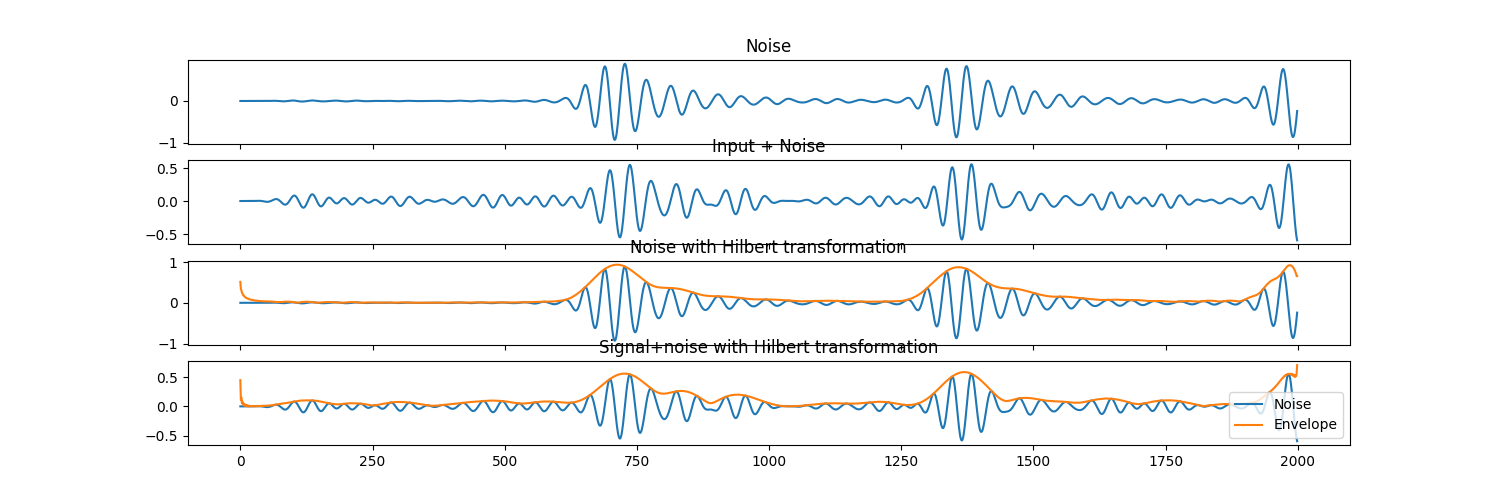 Noise
0
−1
Input + Noise
0.5
0.0
−0.5
Noise with Hilbert transformation
1
0
−1
Signal+noise with Hilbert transformation
0.5
0.0
−0.5
Noise
Envelope
0 250 500 750 1000 1250 1500 1750 2000